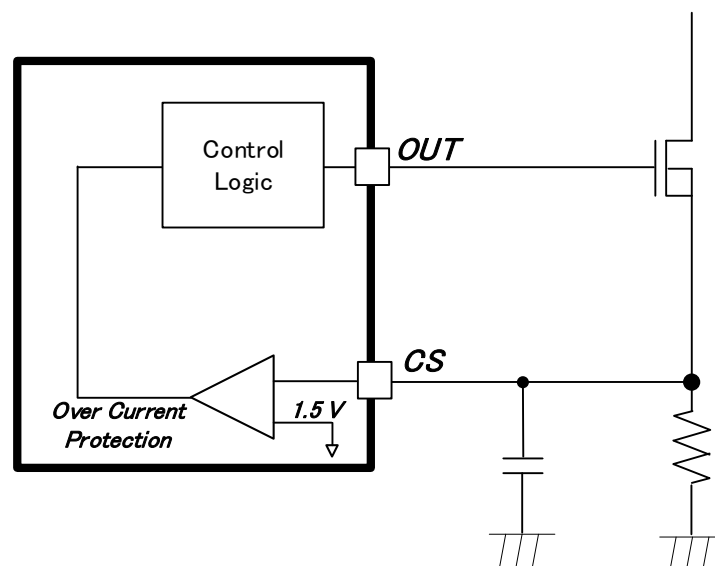 Control
Logic
OUT
CS
1.5 V
Over Current
Protection